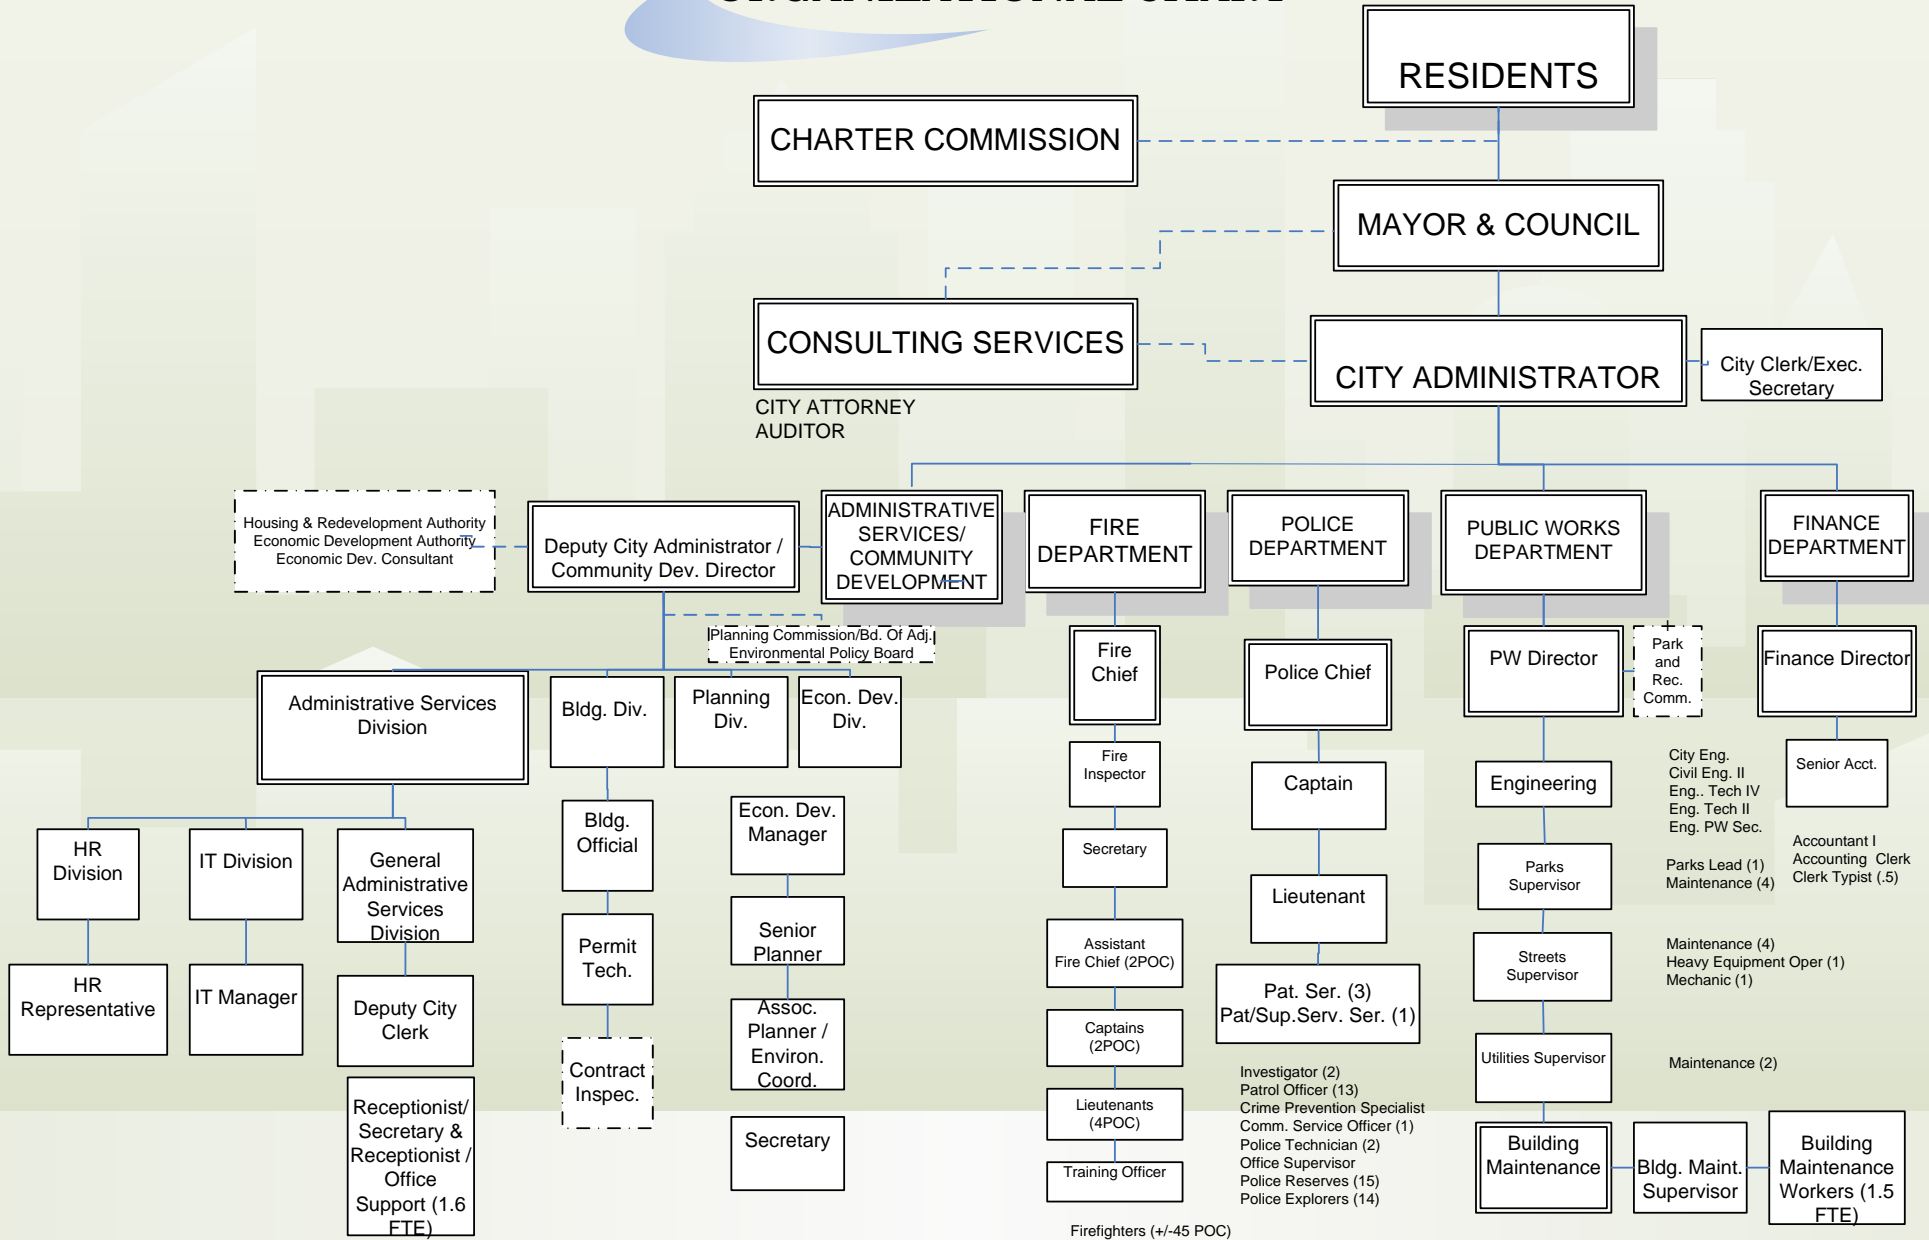 ORGANIZATIONAL CHART
RESIDENTS
CHARTER COMMISSION
MAYOR & COUNCIL
CONSULTING SERVICES
CITY ADMINISTRATOR
City Clerk/Exec.
Secretary
CITY ATTORNEY
AUDITOR
Housing & Redevelopment Authority
Economic Development Authority
Economic Dev. Consultant
Deputy City Administrator /
Community Dev. Director
ADMINISTRATIVE
SERVICES/
COMMUNITY
DEVELOPMENT
FIRE
DEPARTMENT
POLICE
DEPARTMENT
PUBLIC WORKS
DEPARTMENT
FINANCE
DEPARTMENT
Planning Commission/Bd. Of Adj.
Environmental Policy Board
Administrative Services
Division
Bldg. Div.
Planning
Div.
Econ. Dev.
Div.
Fire
Chief
Police Chief
PW Director
Park
and
Rec.
Comm.
Finance Director
HR
Division
IT Division
General
Administrative
Services
Division
HR
Representative
IT Manager
Deputy City
Clerk
Receptionist/
Secretary &
Receptionist /
Office
Support (1.6
FTE)
Bldg.
Official
Permit
Tech.
Contract
Inspec.
Econ. Dev.
Manager
Senior
Planner
Assoc.
Planner /
Environ.
Coord.
Secretary
Fire
Inspector
Secretary
Assistant
Fire Chief (2POC)
Captains
(2POC)
Lieutenants
(4POC)
Training Officer
Firefighters (+/-45 POC)
Captain
Lieutenant
Pat. Ser. (3)
Pat/Sup.Serv. Ser. (1)
Investigator (2)
Patrol Officer (13)
Crime Prevention Specialist
Comm. Service Officer (1)
Police Technician (2)
Office Supervisor
Police Reserves (15)
Police Explorers (14)
Engineering
City Eng.
Civil Eng. II
Eng.. Tech IV
Eng. Tech II
Eng. PW Sec.
Parks
Supervisor
Parks Lead (1)
Maintenance (4)
Streets
Supervisor
Maintenance (4)
Heavy Equipment Oper (1)
Mechanic (1)
Utilities Supervisor
Maintenance (2)
Building
Maintenance
Bldg. Maint.
Supervisor
Building
Maintenance
Workers (1.5
FTE)
Senior Acct.
Accountant I
Accounting Clerk
Clerk Typist (.5)